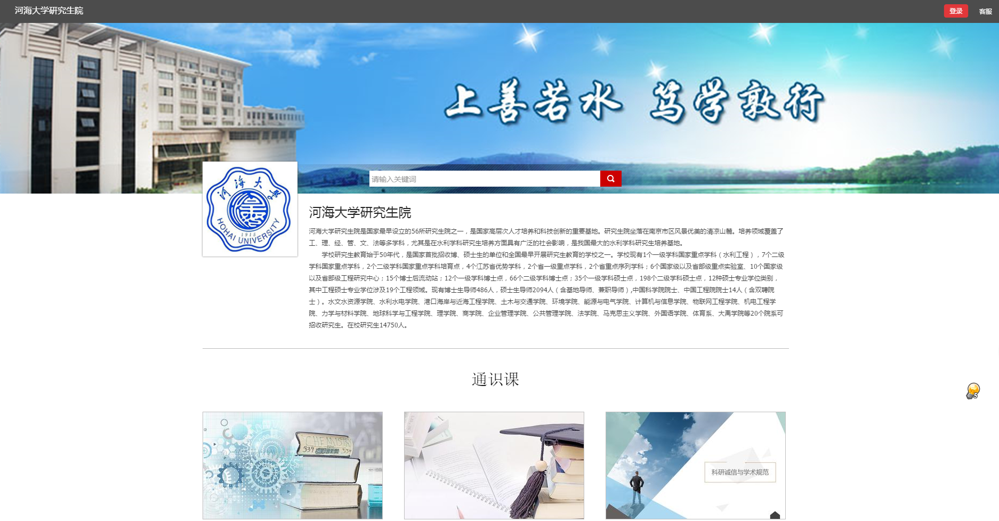 河海大学研究生院
登录
客服
上善若水 笃学敦行
请输入关键词
河海大学
HOHAI UNIVERSITY
1915
河海大学研究生院
河海大学研究生院是国家最早设立的56所研究生院之一，是国家高层次人才培养和科技创新的重要基地。研究生院坐落在南京市区风景优美的清凉山麓。培养领域覆盖了
工、理、经、管、文、法等多学科，尤其是在水利学科研究生培养方面具有广泛的社会影响，是我国最大的水利学科研究生培养基地。
学校研究生教育始于50年代，是国家首批招收博、硕士生的单位和全国最早开展研究生教育的学校之一。学校现有1个一级学科国家重点学科（水利工程），7个二级
学科国家重点学科，2个二级学科国家重点学科培育点，4个江苏省优势学科，2个省一级重点学科，2个省重点序列学科；6个国家级以及省部级重点实验室、10个国家级
以及省部级工程研究中心；15个博士后流动站；12个一级学科博士点，66个二级学科博士点；35个一级学科硕士点，198个二级学科硕士点，12种硕士专业学位类别，
其中工程硕士专业学位涉及19个工程领域。现有博士生导师486人，硕士生导师2094人（含基地导师、兼职导师）,中国科学院院士、中国工程院院士14人（含双聘院
士）。水文水资源学院、水利水电学院、港口海岸与近海工程学院、土木与交通学院、环境学院、能源与电气学院、计算机与信息学院、物联网工程学院、机电工程学
院、力学与材料学院、地球科学与工程学院、理学院、商学院、企业管理学院、公共管理学院、法学院、马克思主义学院、外国语学院、体育系、大禹学院等20个院系可
招收研究生。在校研究生14750人。
通识课
5
CHEMISTRY
339
339
科研诚信与学术规范